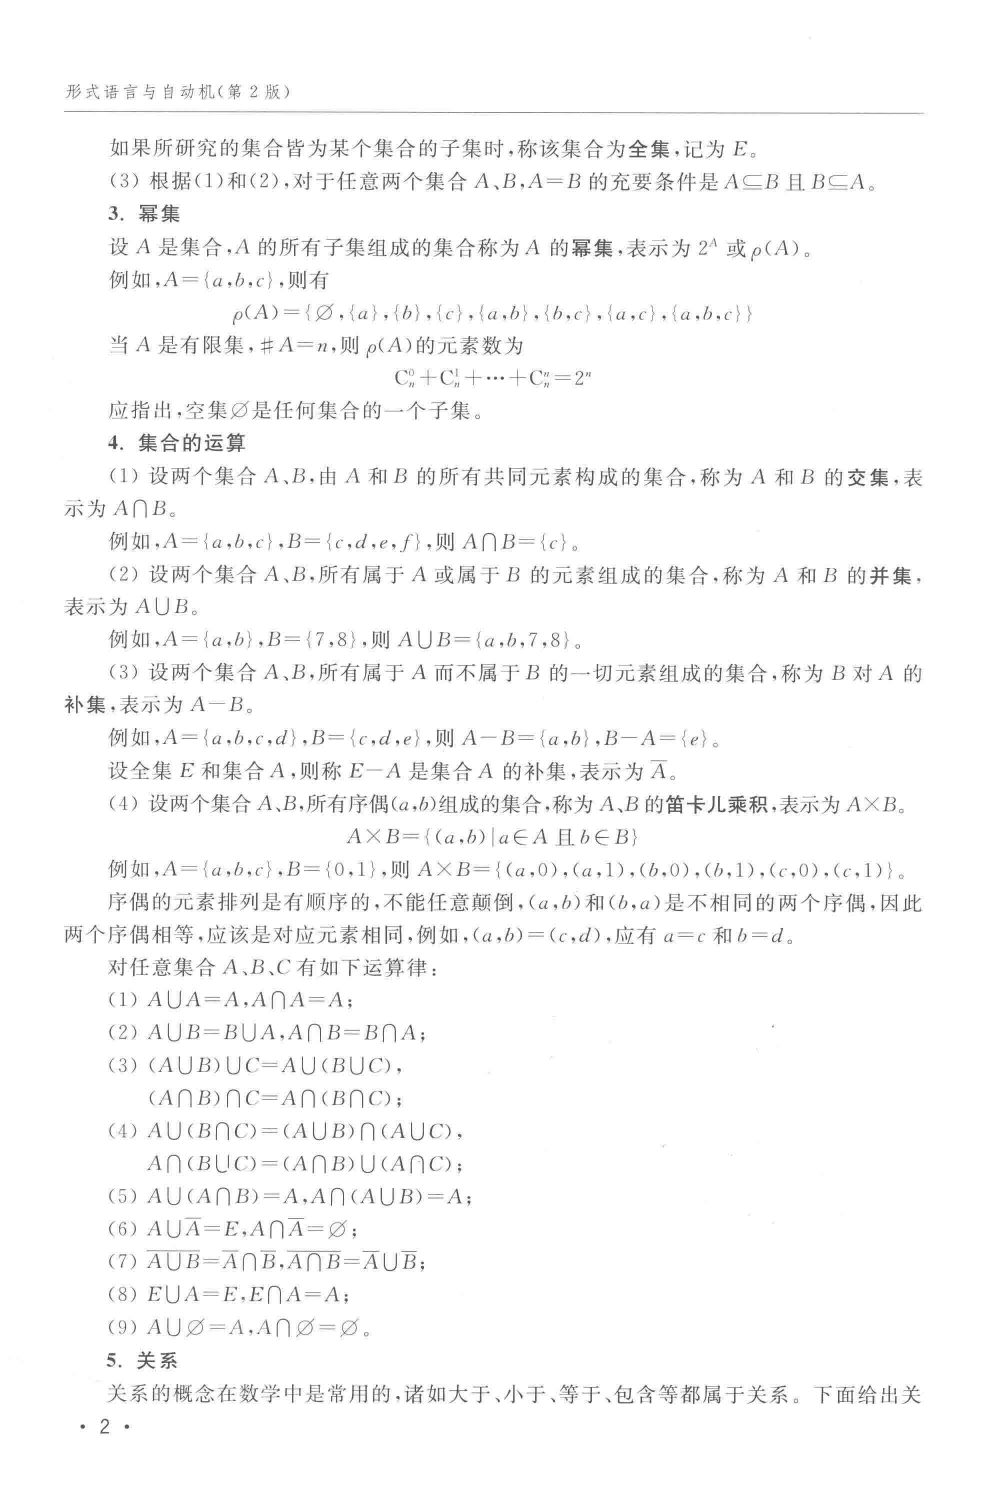 形式语言与自动机(第2版)
如果所研究的集合皆为某个集合的子集时,称该集合为全集,记为 E。
(3) 根据(1)和(2),对于任意两个集合 A、B,A=B 的充要条件是 A⊆B 且 B⊆A。
3. 幂集
设 A 是集合,A 的所有子集组成的集合称为 A 的幂集,表示为 2ᴬ 或 ρ(A)。
例如,A={a,b,c},则有
ρ(A)={∅,{a},{b},{c},{a,b},{b,c},{a,c},{a,b,c}}
当 A 是有限集,♯A=n,则 ρ(A)的元素数为
Cₙ⁰+Cₙ¹+⋯+Cₙⁿ=2ⁿ
应指出,空集∅是任何集合的一个子集。
4. 集合的运算
(1) 设两个集合 A、B,由 A 和 B 的所有共同元素构成的集合,称为 A 和 B 的交集,表
示为 A∩B。
例如,A={a,b,c},B={c,d,e,f},则 A∩B={c}。
(2) 设两个集合 A、B,所有属于 A 或属于 B 的元素组成的集合,称为 A 和 B 的并集,
表示为 A∪B。
例如,A={a,b},B={7,8},则 A∪B={a,b,7,8}。
(3) 设两个集合 A、B,所有属于 A 而不属于 B 的一切元素组成的集合,称为 B 对 A 的
补集,表示为 A−B。
例如,A={a,b,c,d},B={c,d,e},则 A−B={a,b},B−A={e}。
设全集 E 和集合 A,则称 E−A 是集合 A 的补集,表示为 A̅。
(4) 设两个集合 A、B,所有序偶(a,b)组成的集合,称为 A、B 的笛卡儿乘积,表示为 A×B。
A×B={(a,b)|a∈A 且 b∈B}
例如,A={a,b,c},B={0,1},则 A×B={(a,0),(a,1),(b,0),(b,1),(c,0),(c,1)}。
序偶的元素排列是有顺序的,不能任意颠倒,(a,b)和(b,a)是不相同的两个序偶,因此
两个序偶相等,应该是对应元素相同,例如,(a,b)=(c,d),应有 a=c 和 b=d。
对任意集合 A、B、C 有如下运算律:
(1) A∪A=A,A∩A=A;
(2) A∪B=B∪A,A∩B=B∩A;
(3) (A∪B)∪C=A∪(B∪C),
(A∩B)∩C=A∩(B∩C);
(4) A∪(B∩C)=(A∪B)∩(A∪C),
A∩(B∪C)=(A∩B)∪(A∩C);
(5) A∪(A∩B)=A,A∩(A∪B)=A;
(6) A∪A̅=E,A∩A̅=∅;
(7) A̅∪̅B̅=A̅∩B̅,A̅∩̅B̅=A̅∪B̅;
(8) E∪A=E,E∩A=A;
(9) A∪∅=A,A∩∅=∅。
5. 关系
关系的概念在数学中是常用的,诸如大于、小于、等于、包含等都属于关系。下面给出关
· 2 ·